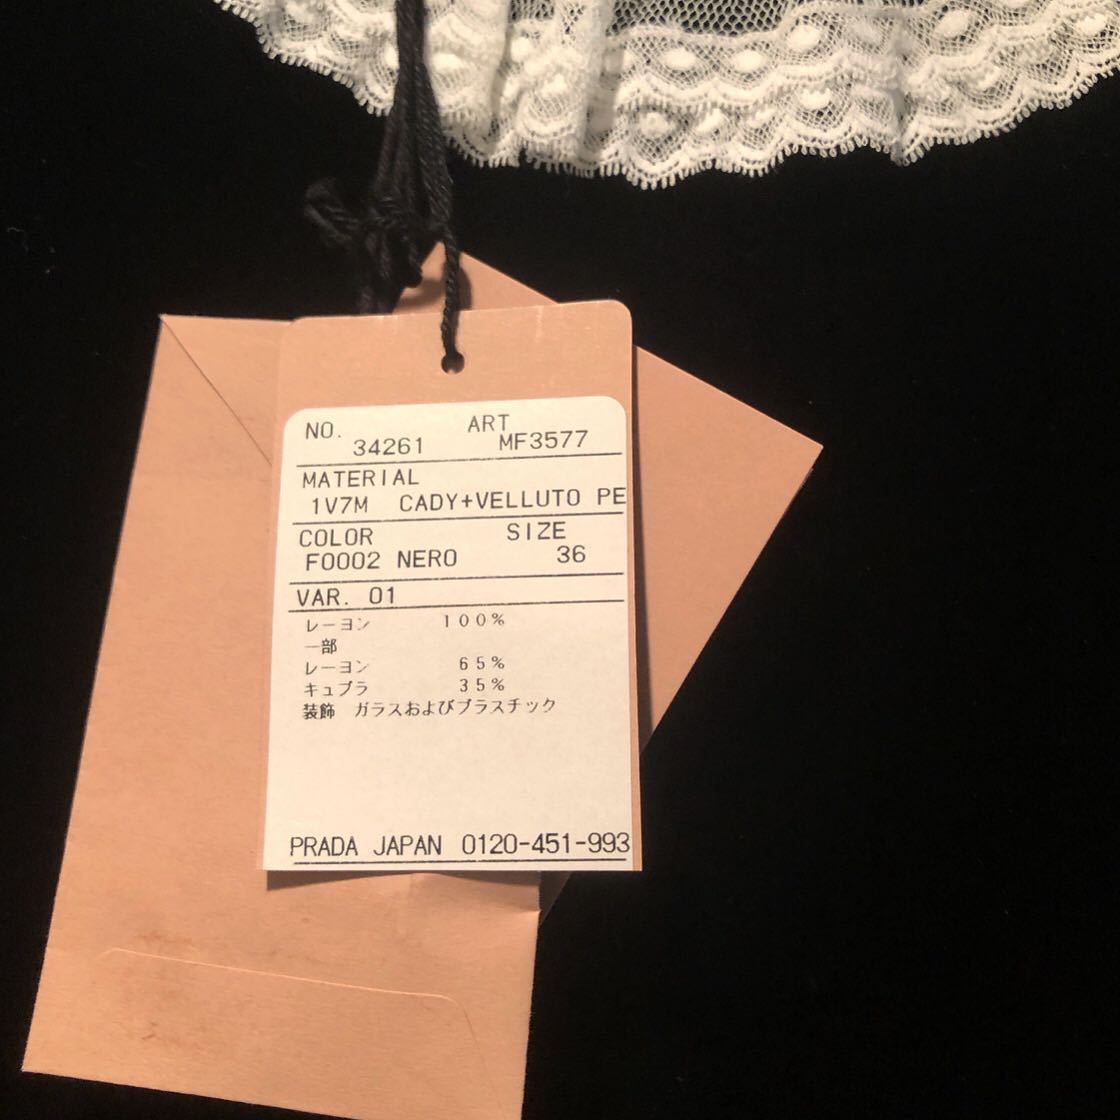 NO. ART
34261 MF3577
MATERIAL
1V7M CADY+VELLUTO PE
COLOR SIZE
F0002 NERO 36
VAR. 01
レーヨン 100%
一部
レーヨン 65%
キュプラ 35%
装飾 ガラスおよびプラスチック
PRADA JAPAN 0120-451-993